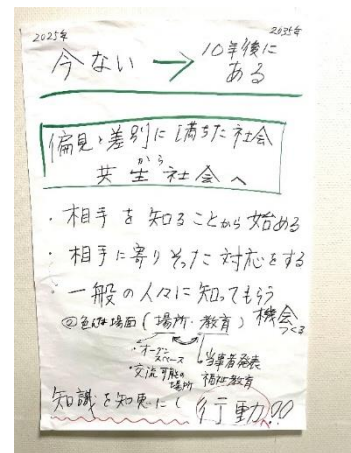 2025年 2035年
今ない → 10年後に
ある
偏見・差別に満ちた社会
から
共生社会へ
・相手を知ることから始める
・相手に寄りそった対応をする
・一般の人々に知ってもらう
機会つくる
場面(場所・教育)
・オープンスペース
・交流可能の場所
当事者発表
福祉教育
知識を知恵に!行動!!